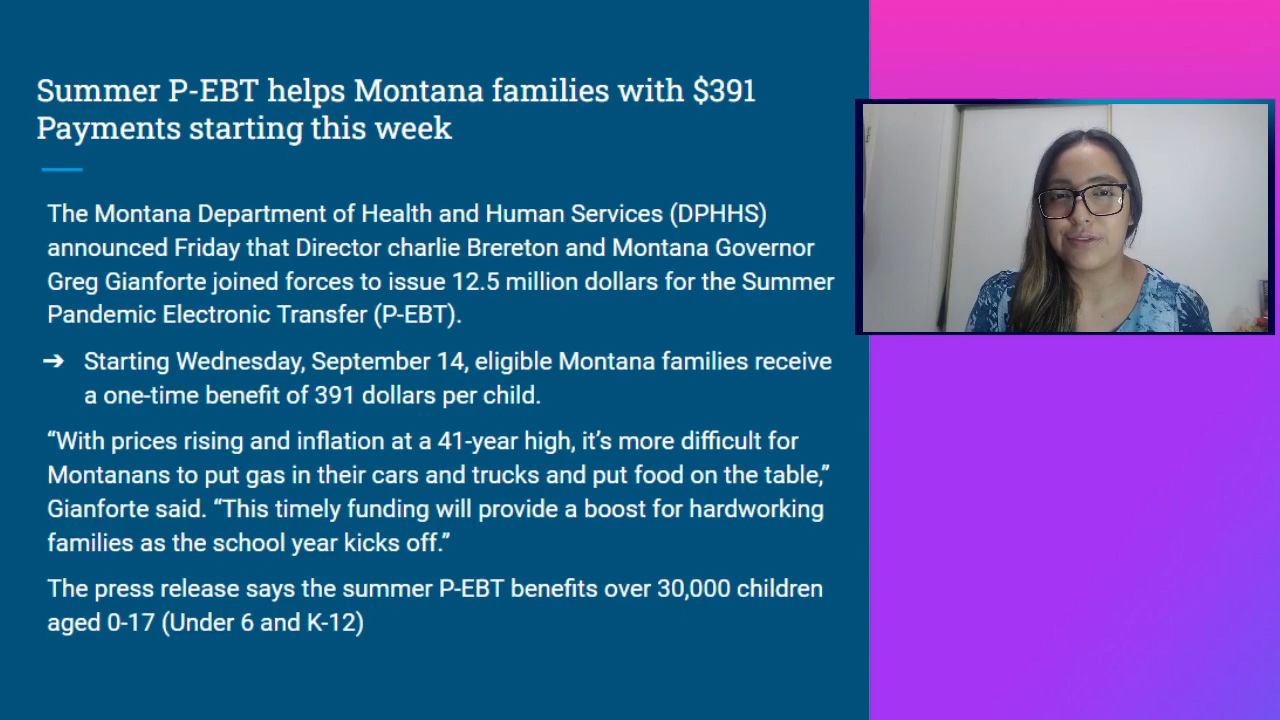 Summer P-EBT helps Montana families with $391
Payments starting this week
The Montana Department of Health and Human Services (DPHHS)
announced Friday that Director charlie Brereton and Montana Governor
Greg Gianforte joined forces to issue 12.5 million dollars for the Summer
Pandemic Electronic Transfer (P-EBT).
➔ Starting Wednesday, September 14, eligible Montana families receive
a one-time benefit of 391 dollars per child.
“With prices rising and inflation at a 41-year high, it’s more difficult for
Montanans to put gas in their cars and trucks and put food on the table,”
Gianforte said. “This timely funding will provide a boost for hardworking
families as the school year kicks off.”
The press release says the summer P-EBT benefits over 30,000 children
aged 0-17 (Under 6 and K-12)